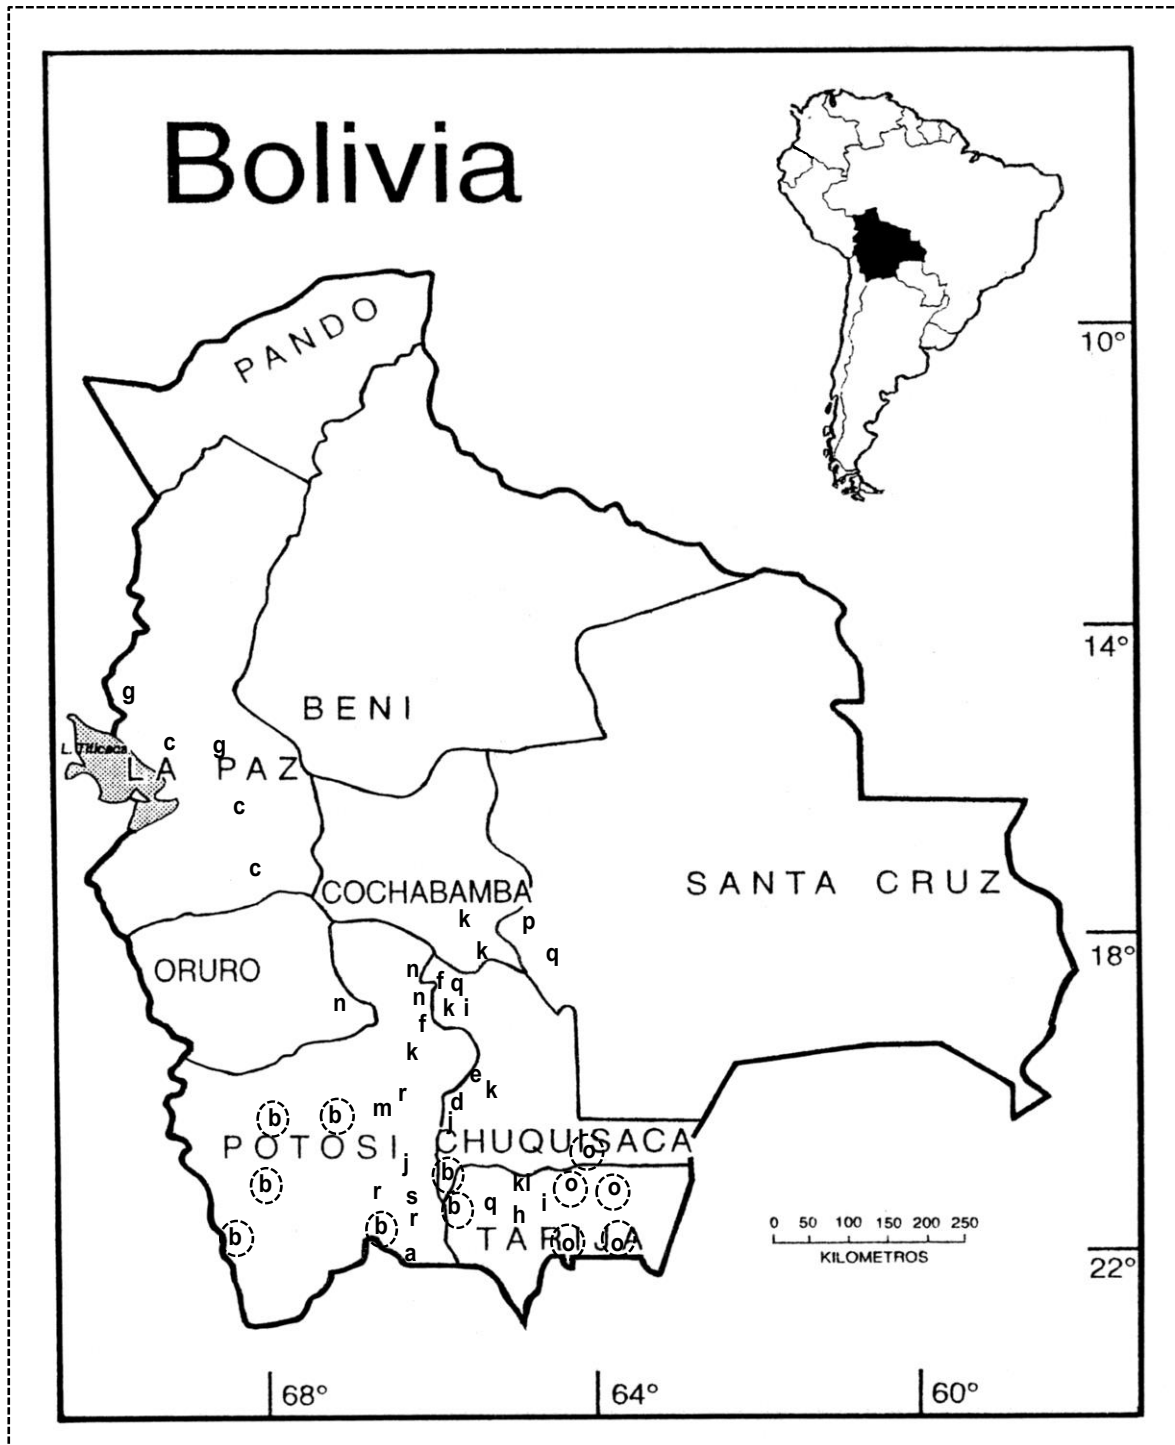 Bolivia
PANDO
10°
14°
g
BENI
L. Titicaca
c g
LA PAZ
c
c
COCHABAMBA
SANTA CRUZ
k p
k q
18°
ORURO
n f q
n n k i
f
k
e
r k
m d
b b j
POTOSI CHUQUISACA
o
j
b b
kl o o
r s q i
b r h
b b TARIJA
o o
a
0 50 100 150 200 250
KILOMETROS
22°
68° 64° 60°